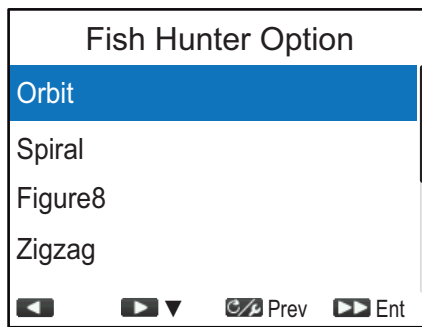 Fish Hunter Option
Orbit
Spiral
Figure8
Zigzag
Prev Ent